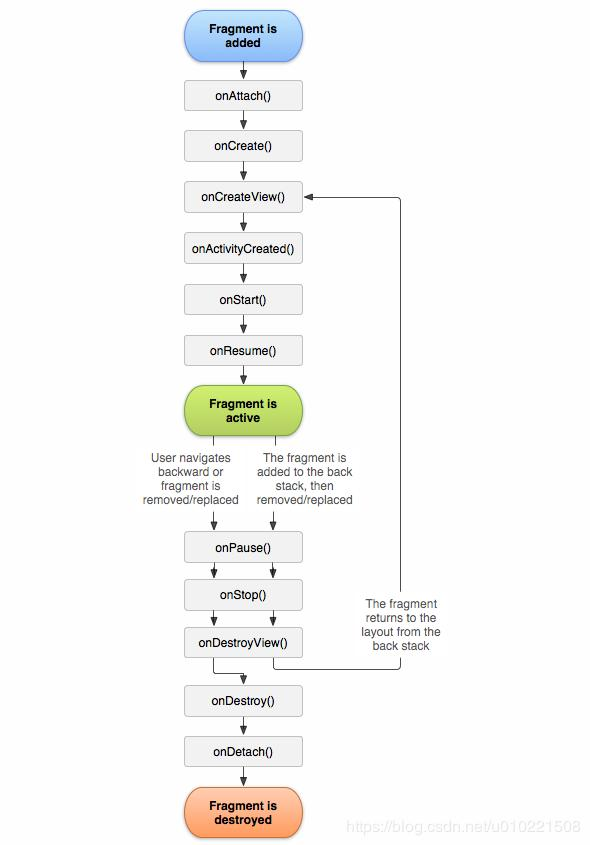 Fragment is
added
onAttach()
onCreate()
onCreateView()
onActivityCreated()
onStart()
onResume()
Fragment is
active
User navigates
backward or
fragment is
removed/replaced
The fragment is
added to the back
stack, then
removed/replaced
onPause()
onStop()
onDestroyView()
The fragment
returns to the
layout from the
back stack
onDestroy()
onDetach()
Fragment is
destroyed
https://blog.csdn.net/u010221508